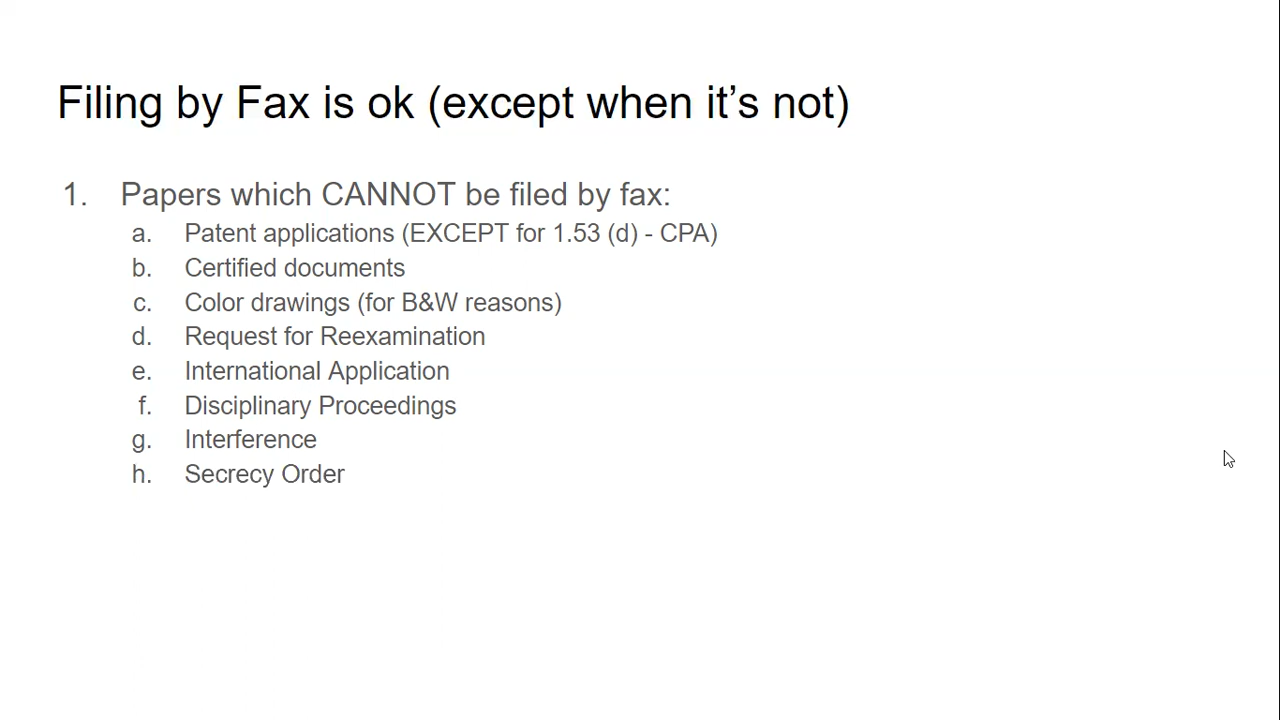 Filing by Fax is ok (except when it’s not)
1. Papers which CANNOT be filed by fax:
a. Patent applications (EXCEPT for 1.53 (d) - CPA)
b. Certified documents
c. Color drawings (for B&W reasons)
d. Request for Reexamination
e. International Application
f. Disciplinary Proceedings
g. Interference
h. Secrecy Order